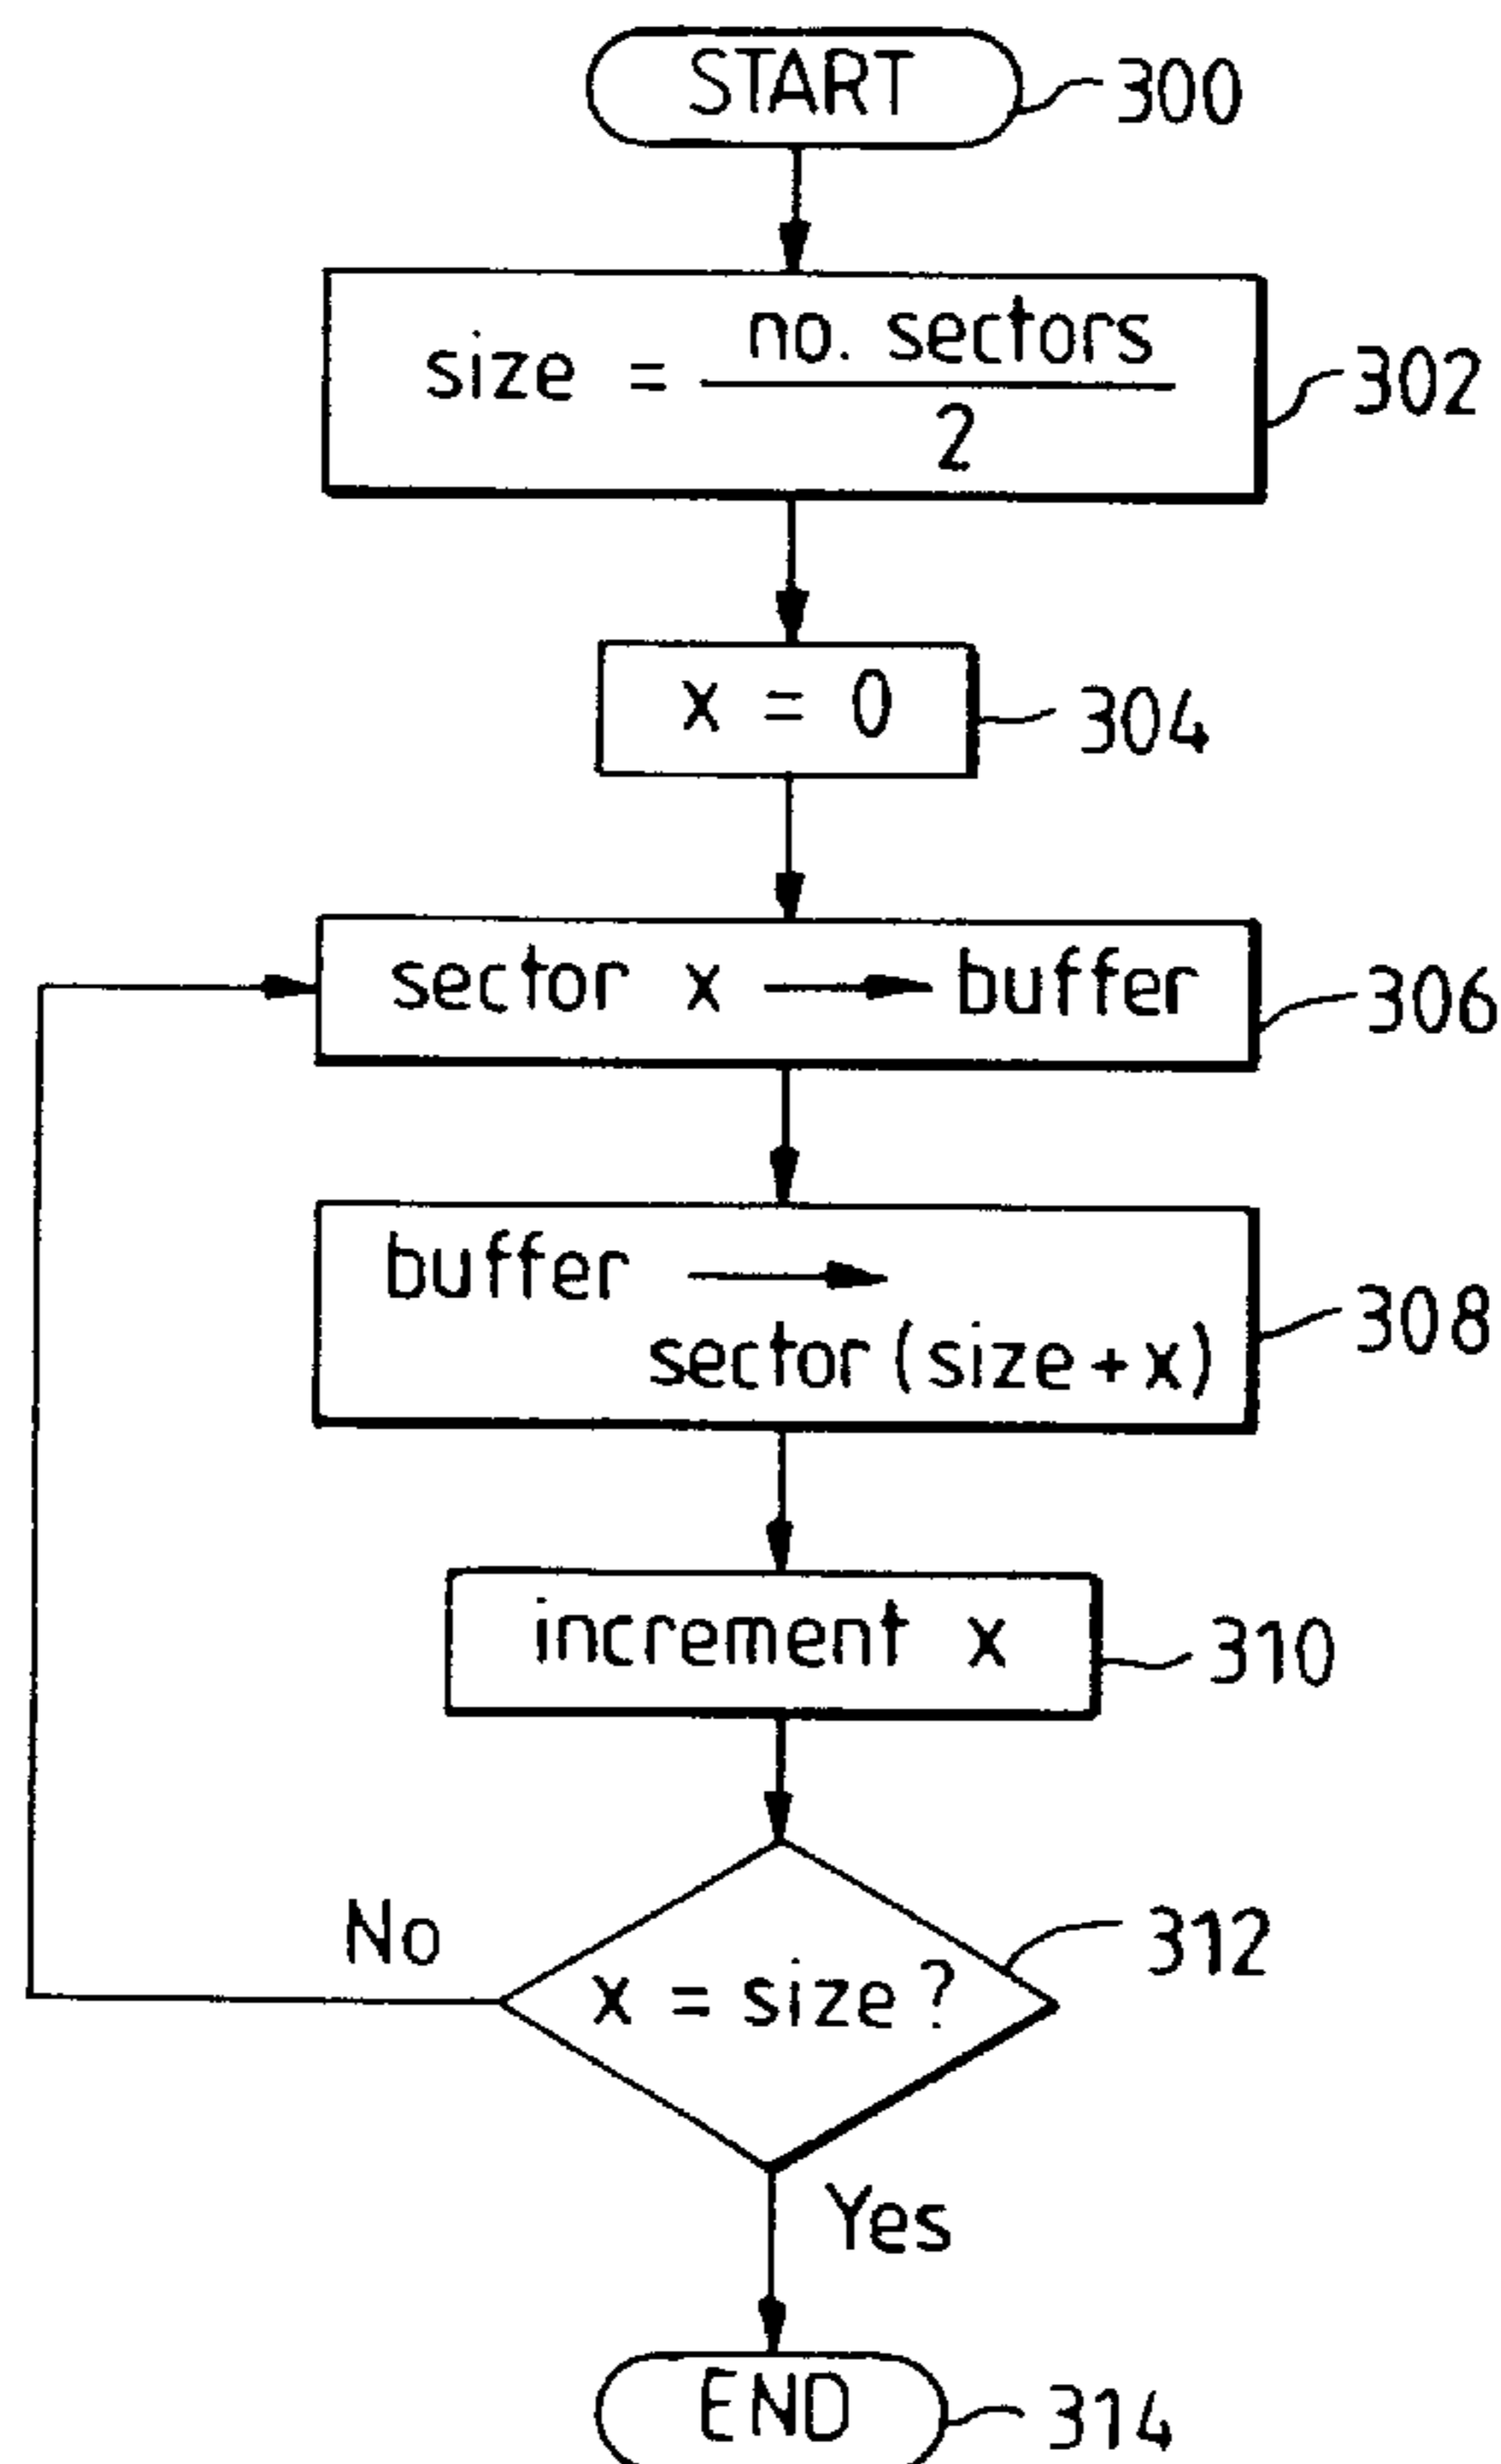 START
300
size = no. sectors
2
302
x = 0
304
sector x → buffer
306
buffer →
sector (size + x)
308
increment x
310
No
x = size ?
312
Yes
END
314